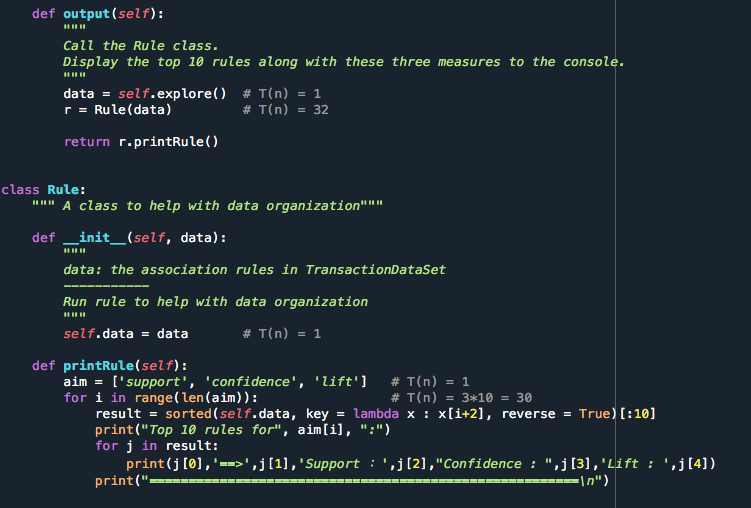 def output(self):
"""
Call the Rule class.
Display the top 10 rules along with these three measures to the console.
"""
data = self.explore()  # T(n) = 1
r = Rule(data)         # T(n) = 32
return r.printRule()
class Rule:
""" A class to help with data organization"""
def __init__(self, data):
"""
data: the association rules in TransactionDataSet
-----------
Run rule to help with data organization
"""
self.data = data       # T(n) = 1
def printRule(self):
aim = ['support', 'confidence', 'lift']   # T(n) = 1
for i in range(len(aim)):                 # T(n) = 3*10 = 30
result = sorted(self.data, key = lambda x : x[i+2], reverse = True)[:10]
print("Top 10 rules for", aim[i], ":")
for j in result:
print(j[0],'==>',j[1],'Support :',j[2],"Confidence : ",j[3],'Lift : ',j[4])
print("=======================================================\n")